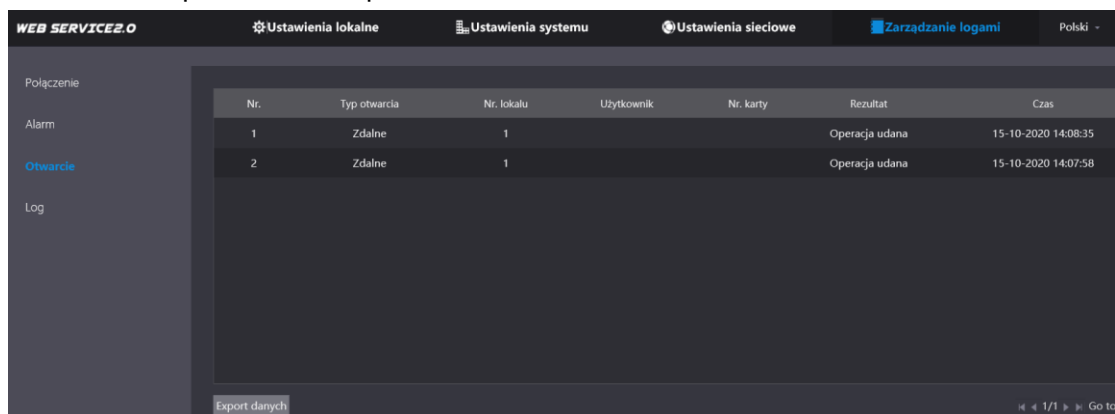 WEB SERVICE2.0 Ustawienia lokalne Ustawienia systemu Ustawienia sieciowe Zarządzanie logami Polski
Połączenie
Nr. Typ otwarcia Nr. lokalu Użytkownik Nr. karty Rezultat Czas
Alarm
1 Zdalne 1 Operacja udana 15-10-2020 14:08:35
Otwarcie
2 Zdalne 1 Operacja udana 15-10-2020 14:07:58
Log
Export danych 1/1 Go to